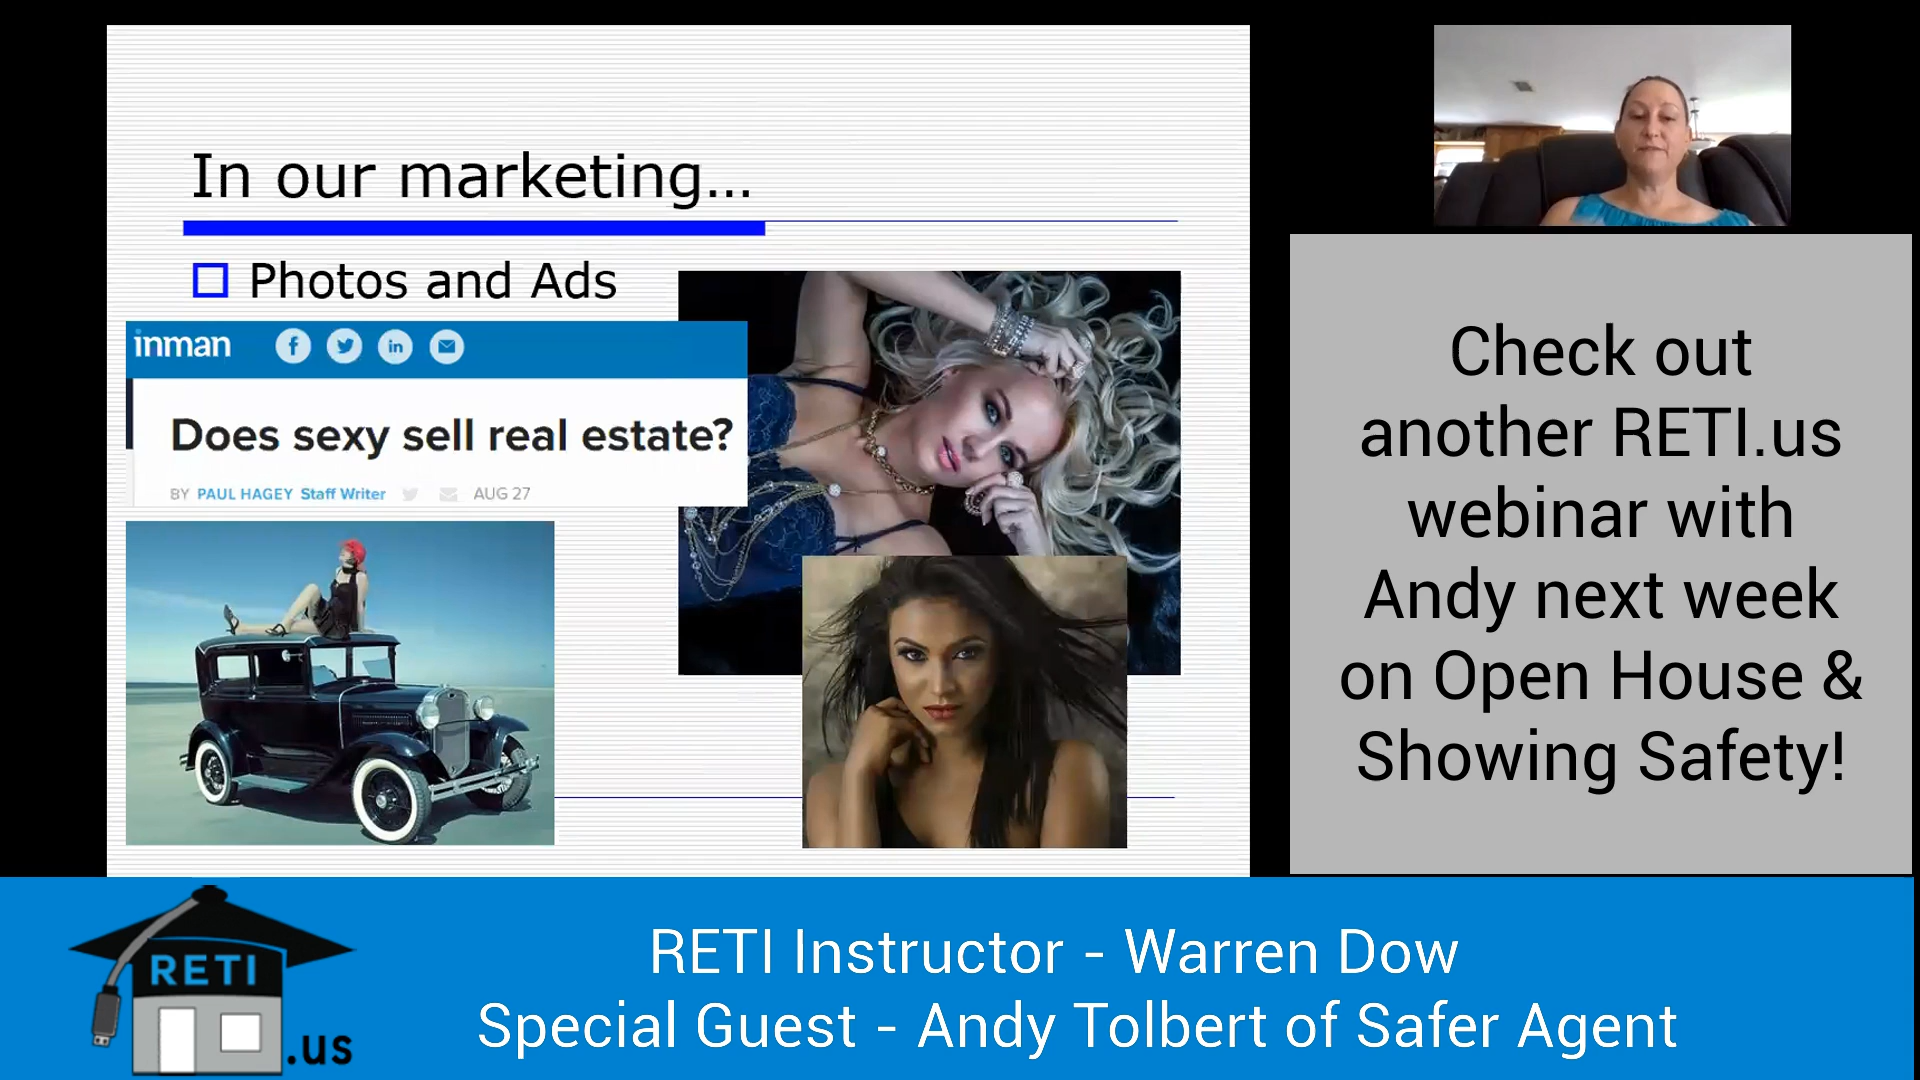 In our marketing…
Photos and Ads
inman
Does sexy sell real estate?
BY PAUL HAGEY Staff Writer AUG 27
Check out
another RETI.us
webinar with
Andy next week
on Open House &
Showing Safety!
RETI
.us
RETI Instructor - Warren Dow
Special Guest - Andy Tolbert of Safer Agent